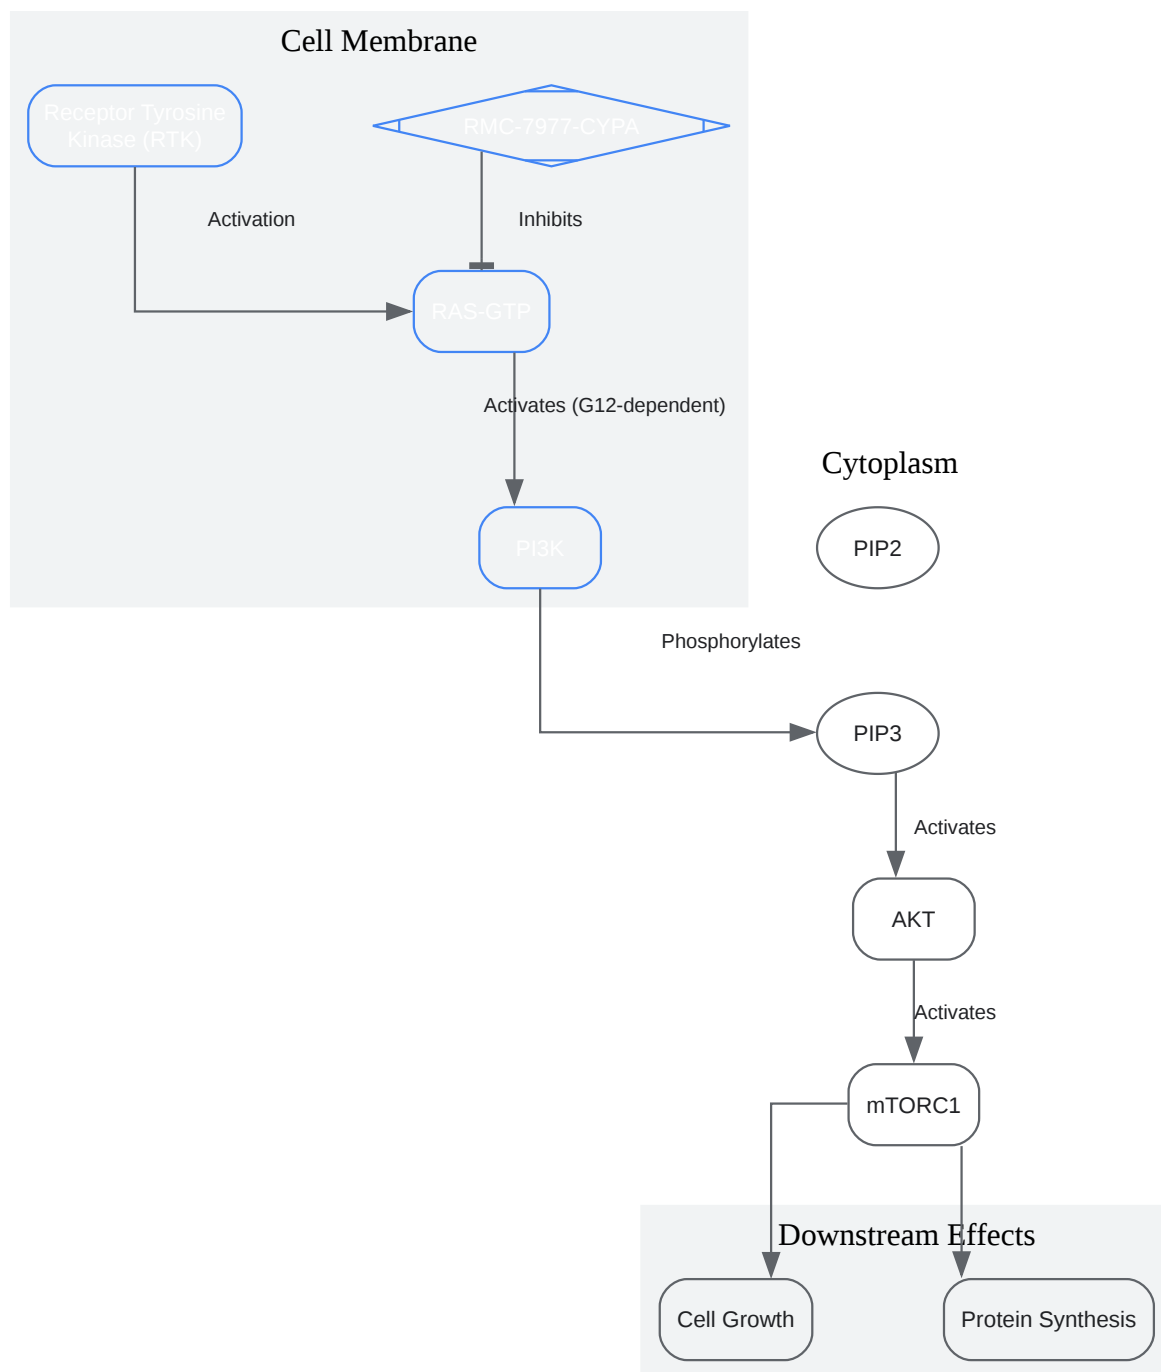 Cell Membrane
Receptor Tyrosine
Kinase (RTK)
RMC-7977-CYPA
Activation
Inhibits
RAS-GTP
Activates (G12-dependent)
Cytoplasm
PI3K
PIP2
Phosphorylates
PIP3
Activates
AKT
Activates
mTORC1
Downstream Effects
Cell Growth
Protein Synthesis